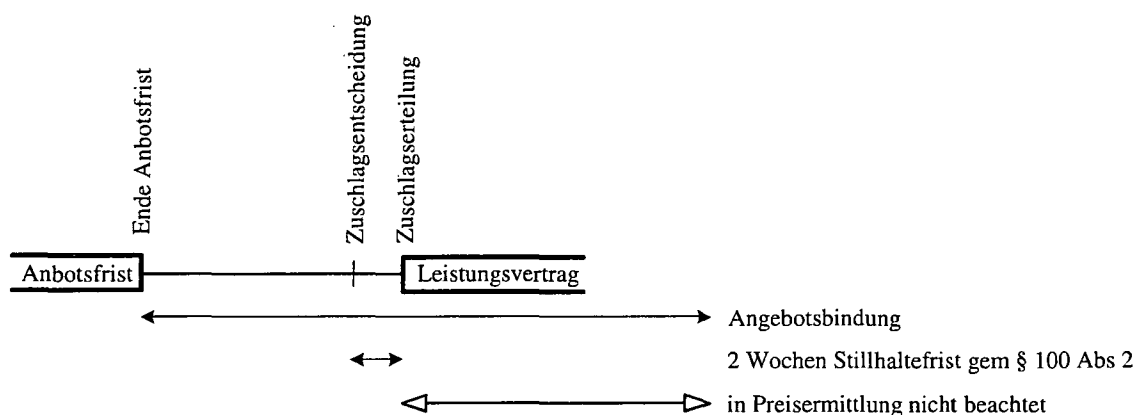 Ende Anbotsfrist
Zuschlagsentscheidung
Zuschlagserteilung
Anbotsfrist
Leistungsvertrag
Angebotsbindung
2 Wochen Stillhaltefrist gem § 100 Abs 2
in Preisermittlung nicht beachtet